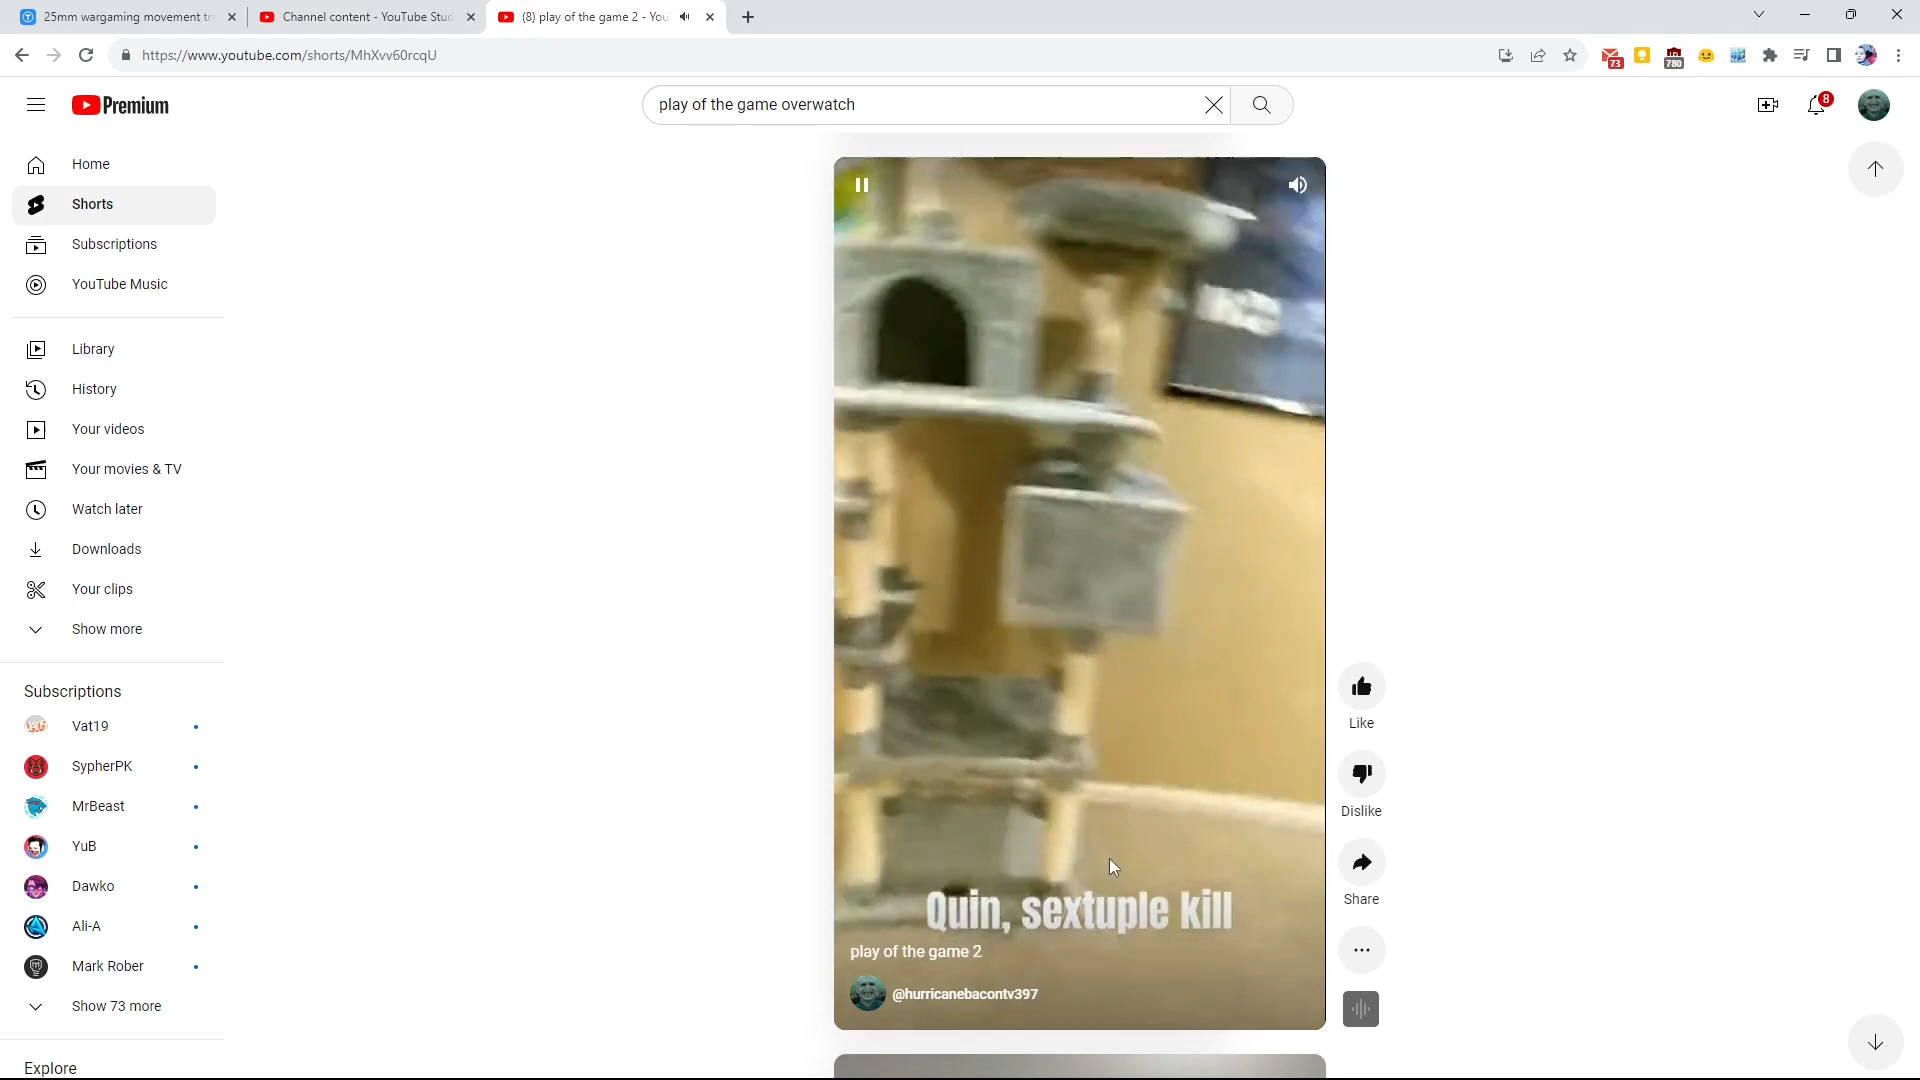 25mm wargaming movement tr
Channel content - YouTube Stud
(8) play of the game 2 - You
https://www.youtube.com/shorts/MhXvv60rcqU
73
780
Premium
play of the game overwatch
8
Home
Shorts
Subscriptions
YouTube Music
Library
History
Your videos
Your movies & TV
Watch later
Downloads
Your clips
Show more
Subscriptions
Vat19
SypherPK
MrBeast
YuB
Dawko
Ali-A
Mark Rober
Show 73 more
Explore
Quin, sextuple kill
play of the game 2
@hurricanebacontv397
Like
Dislike
Share